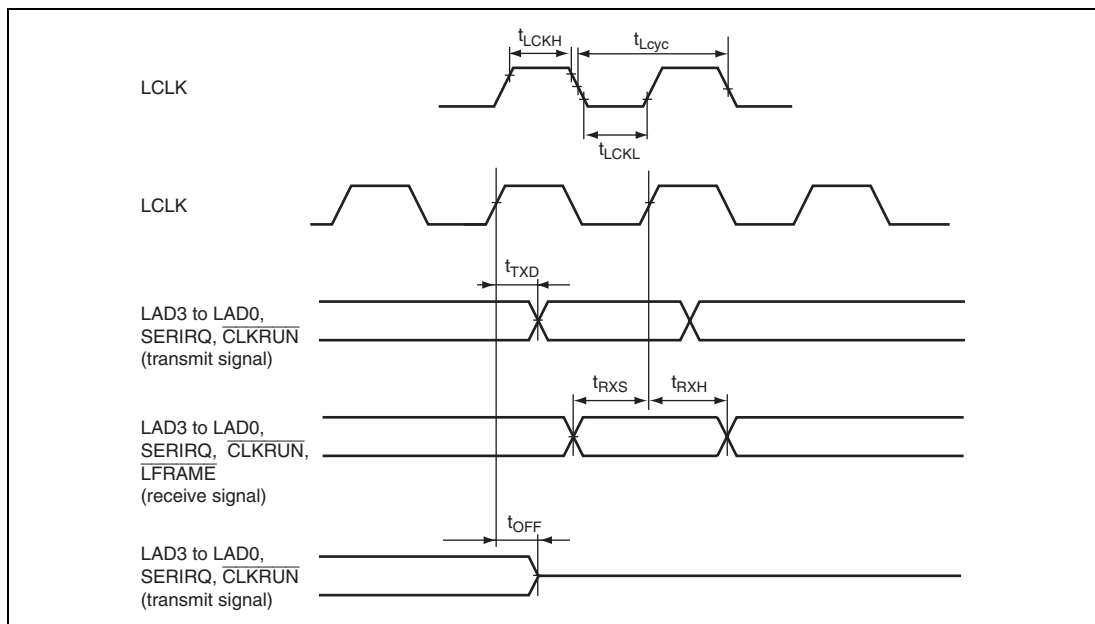 tLCKH
tLcyc
LCLK
tLCKL
LCLK
tTXD
LAD3 to LAD0,
SERIRQ, CLKRUN
(transmit signal)
tRXS
tRXH
LAD3 to LAD0,
SERIRQ, CLKRUN,
LFRAME
(receive signal)
tOFF
LAD3 to LAD0,
SERIRQ, CLKRUN
(transmit signal)